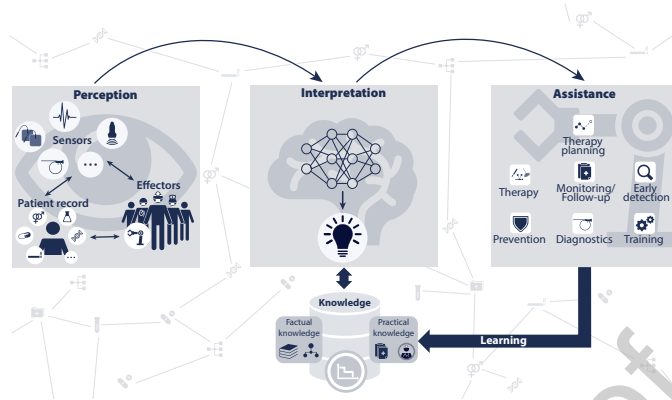 Perception
Sensors
Effectors
Patient record
Interpretation
Knowledge
Factual
knowledge
Practical
knowledge
Assistance
Therapy
planning
Therapy
Monitoring/
Follow-up
Early
detection
Prevention
Diagnostics
Training
Learning
of